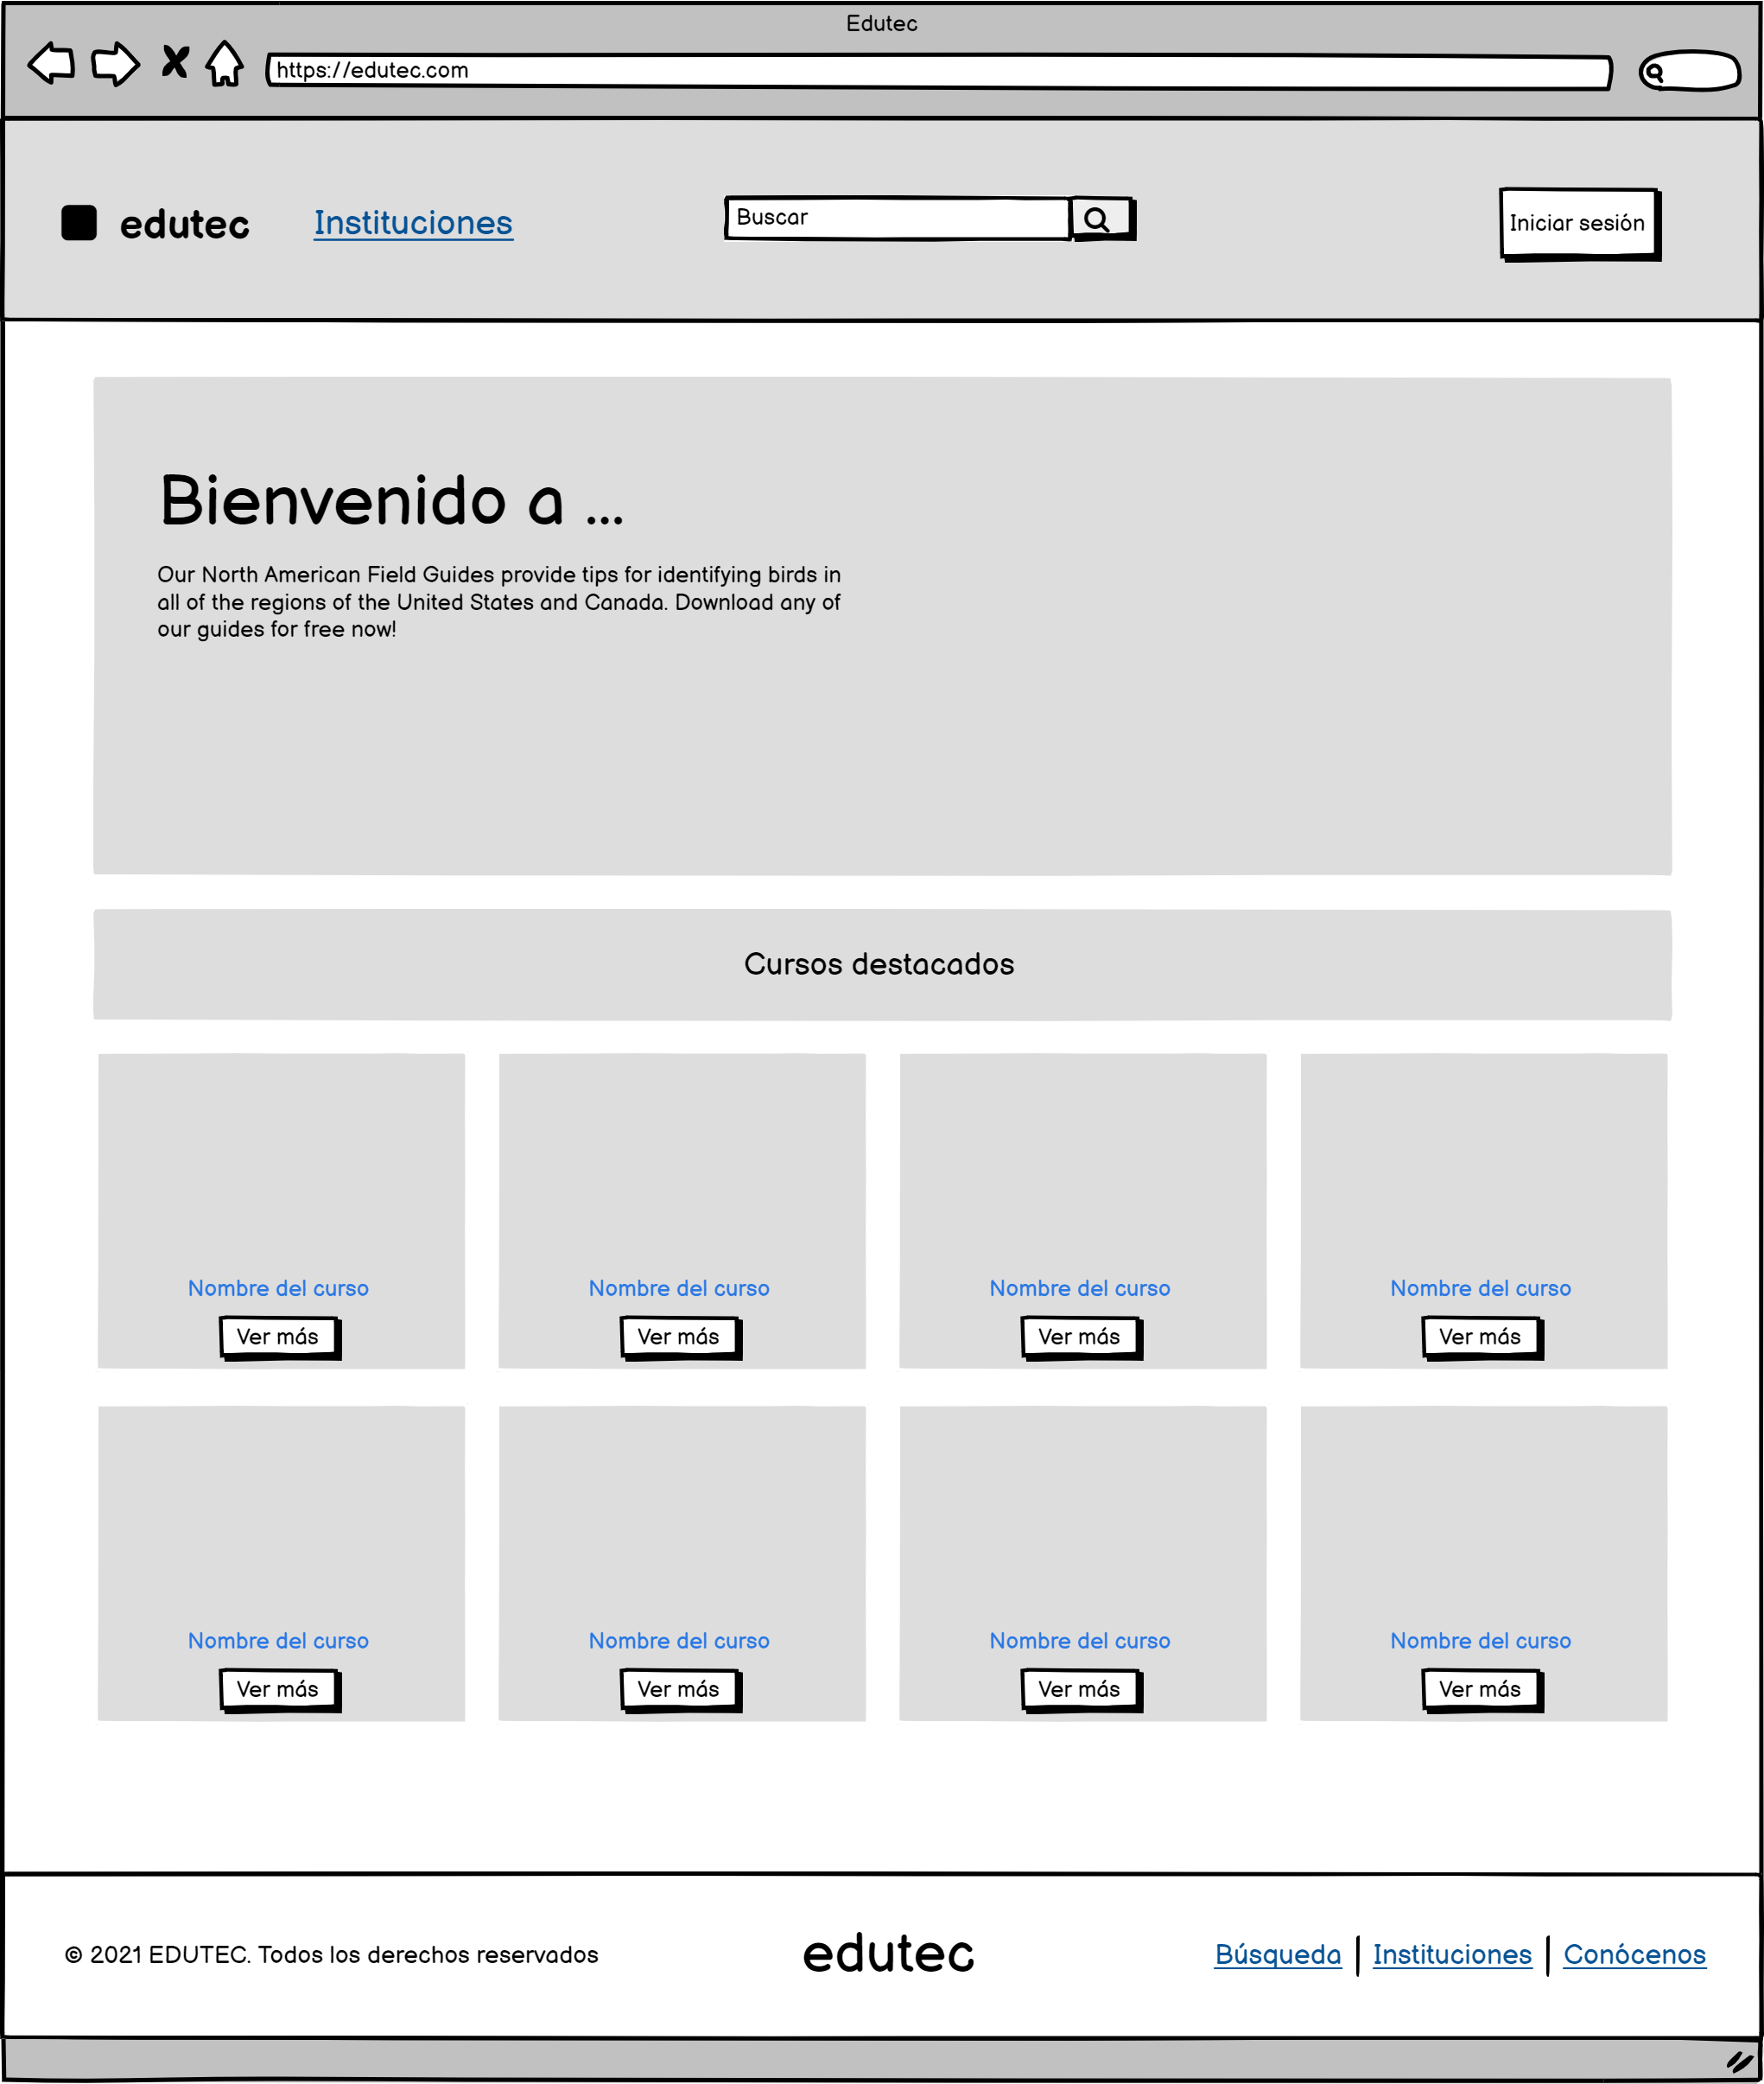 Edutec
https://edutec.com
edutec Instituciones Buscar Iniciar sesión
Bienvenido a ...
Our North American Field Guides provide tips for identifying birds in
all of the regions of the United States and Canada. Download any of
our guides for free now!
Cursos destacados
Nombre del curso Nombre del curso Nombre del curso Nombre del curso
Ver más Ver más Ver más Ver más
Nombre del curso Nombre del curso Nombre del curso Nombre del curso
Ver más Ver más Ver más Ver más
© 2021 EDUTEC. Todos los derechos reservados edutec Búsqueda Instituciones Conócenos